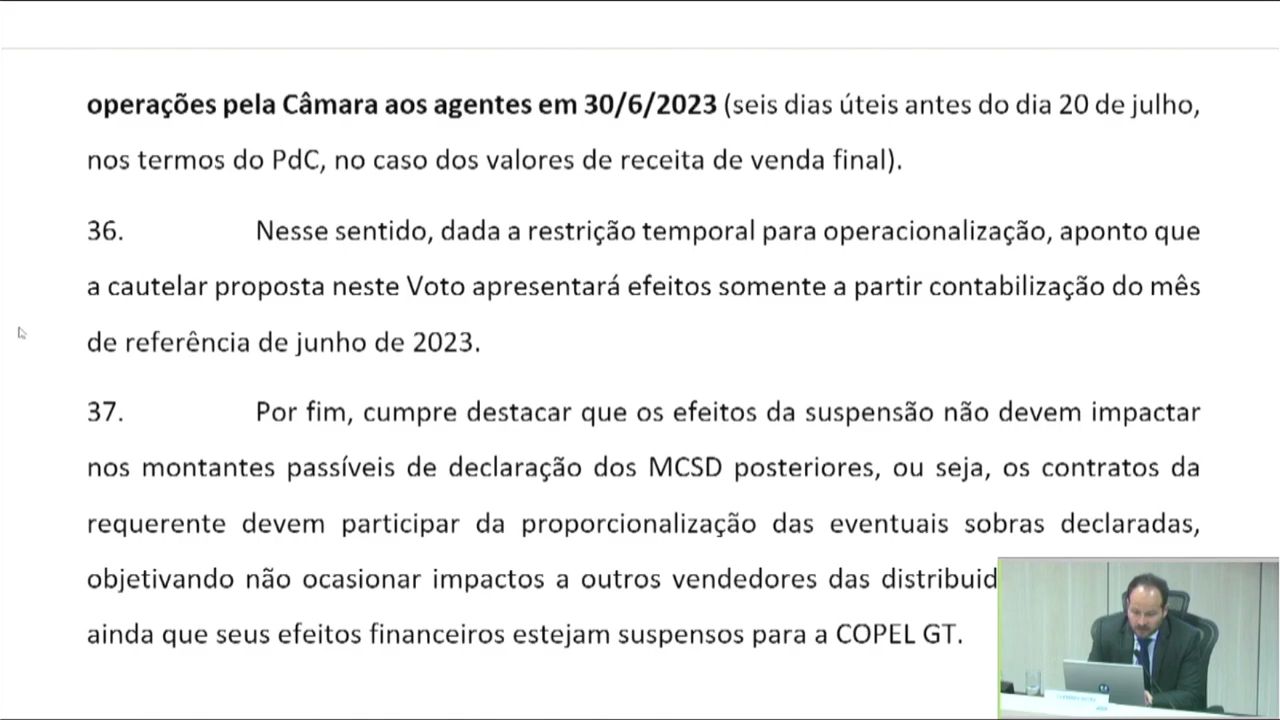 operações pela Câmara aos agentes em 30/6/2023 (seis dias úteis antes do dia 20 de julho,
nos termos do PdC, no caso dos valores de receita de venda final).
36. Nesse sentido, dada a restrição temporal para operacionalização, aponto que
a cautelar proposta neste Voto apresentará efeitos somente a partir contabilização do mês
de referência de junho de 2023.
37. Por fim, cumpre destacar que os efeitos da suspensão não devem impactar
nos montantes passíveis de declaração dos MCSD posteriores, ou seja, os contratos da
requerente devem participar da proporcionalização das eventuais sobras declaradas,
objetivando não ocasionar impactos a outros vendedores das distribuid
ainda que seus efeitos financeiros estejam suspensos para a COPEL GT.